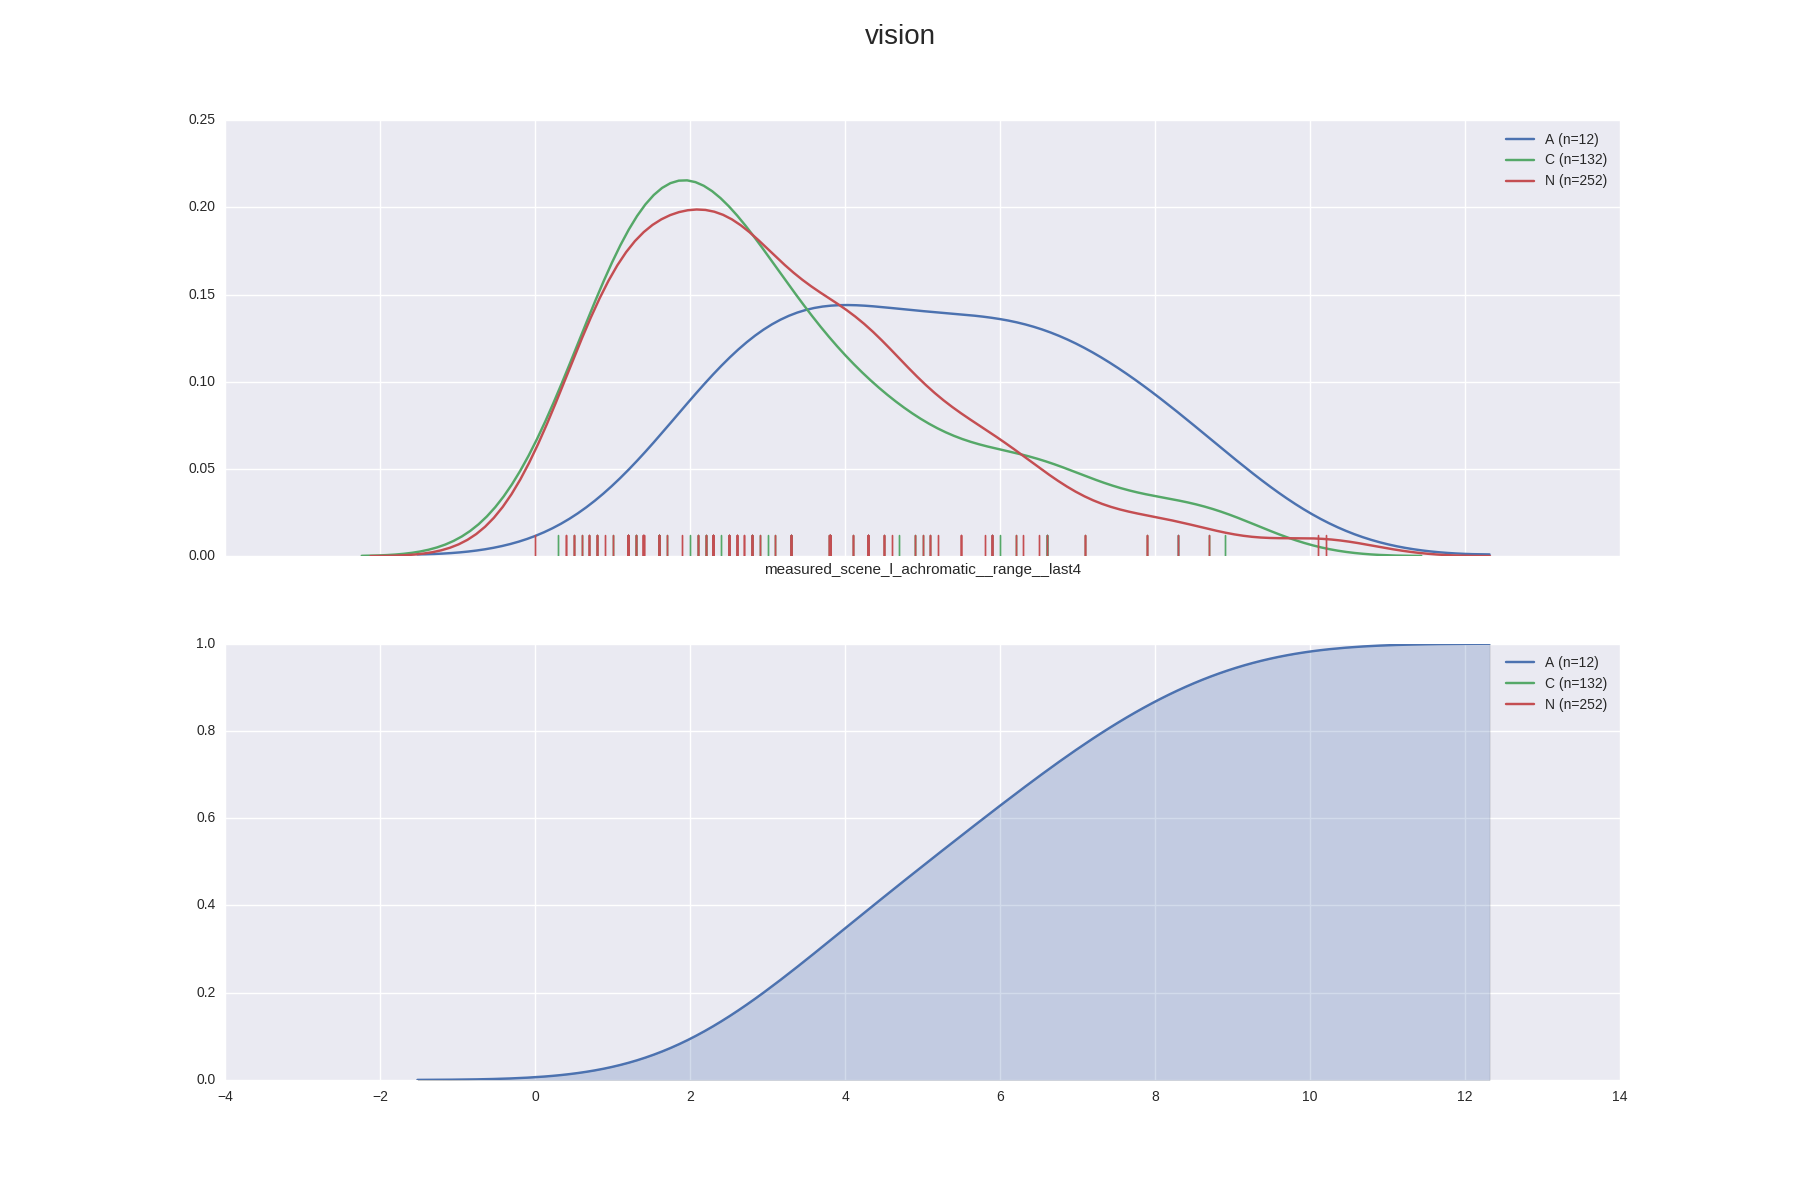 vision
0.25
0.20
0.15
0.10
0.05
0.00
A (n=12)
C (n=132)
N (n=252)
measured_scene_l_achromatic__range__last4
1.0
0.8
0.6
0.4
0.2
0.0
A (n=12)
C (n=132)
N (n=252)
−4 −2 0 2 4 6 8 10 12 14